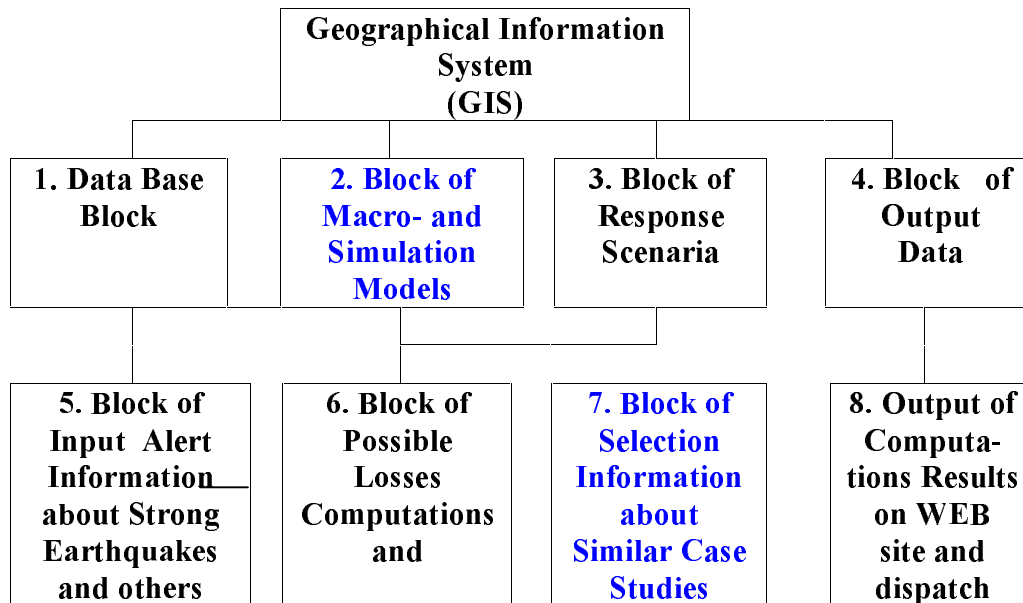 Geographical Information
System
(GIS)
1. Data Base
Block
2. Block of
Macro- and
Simulation
Models
3. Block of
Response
Scenaria
4. Block of
Output
Data
5. Block of
Input Alert
Information
about Strong
Earthquakes
and others
6. Block of
Possible
Losses
Computations
and
7. Block of
Selection
Information
about
Similar Case
Studies
8. Output of
Computa-
tions Results
on WEB
site and
dispatch